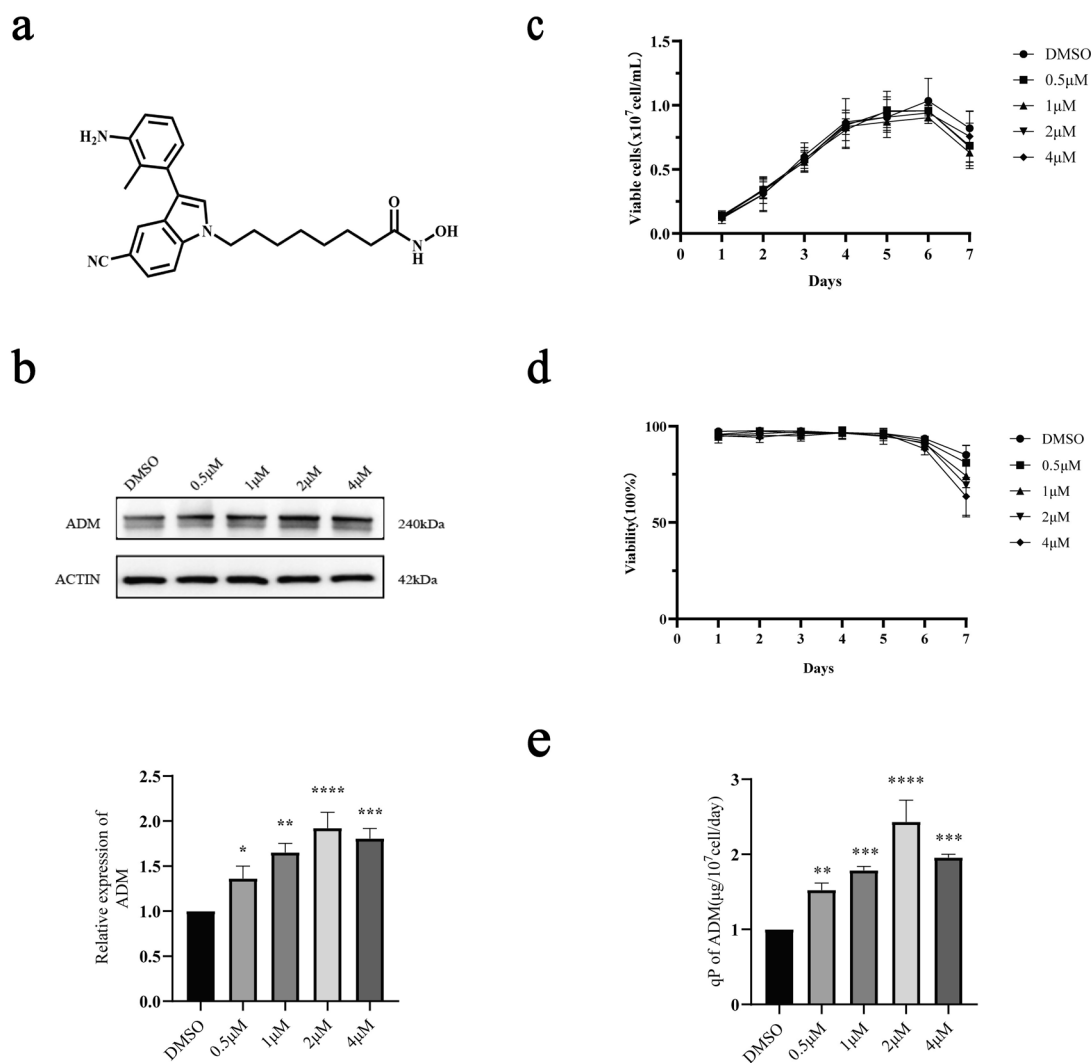 a
H₂N
NC
N
O
N
H
OH
b
DMSO
0.5μM
1μM
2μM
4μM
ADM
240kDa
ACTIN
42kDa
Relative expression of
ADM
2.5
2.0
1.5
1.0
0.5
0.0
*
**
****
***
DMSO
0.5μM
1μM
2μM
4μM
c
Viable cells(x10⁷cell/mL)
1.5
1.0
0.5
0.0
0 1 2 3 4 5 6 7
Days
DMSO
0.5μM
1μM
2μM
4μM
d
Viability(100%)
100
50
0
0 1 2 3 4 5 6 7
Days
DMSO
0.5μM
1μM
2μM
4μM
e
qP of ADM(μg/10⁷cell/day)
3
2
1
0
**
***
****
***
DMSO
0.5μM
1μM
2μM
4μM